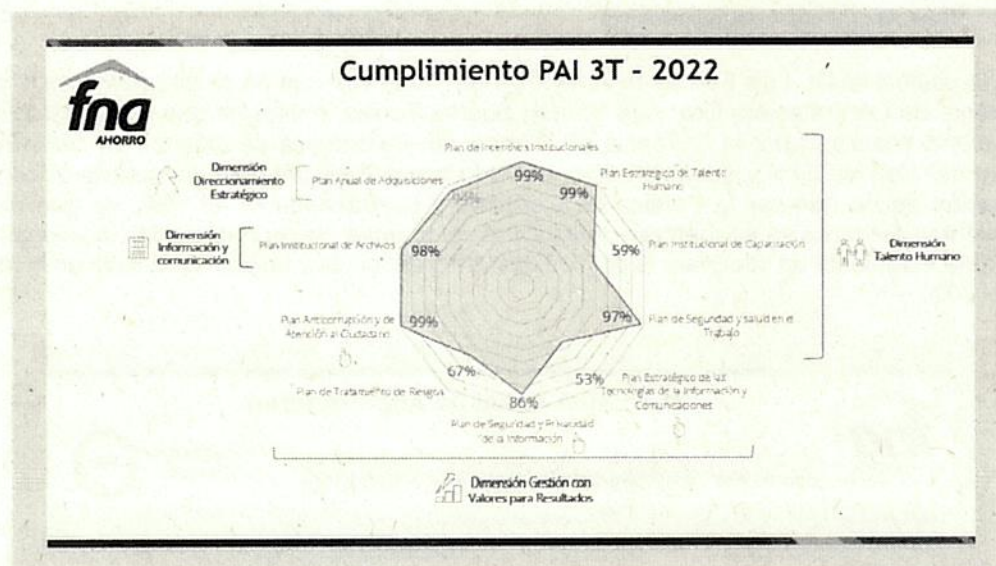 Cumplimiento PAI 3T - 2022
fna
AHORRO
Plan de Incentivos Institucionales
99%
Plan Estratégico de Talento
Humano
99%
Plan Institucional de Capacitación
59%
Dimensión
Talento Humano
Plan de Seguridad y salud en el
Trabajo
97%
Plan Estratégico de las
Tecnologías de la Información y
Comunicaciones
53%
Plan de Seguridad y Privacidad
de la Información
86%
Plan de Tratamiento de Riesgos
67%
Plan Anticorrupción y de
Atención al Ciudadano
99%
Dimensión
Información y
comunicación
Plan Institucional de Archivos
98%
Dimensión
Direccionamiento
Estratégico
Plan Anual de Adquisiciones
Dimensión Gestión con
Valores para Resultados